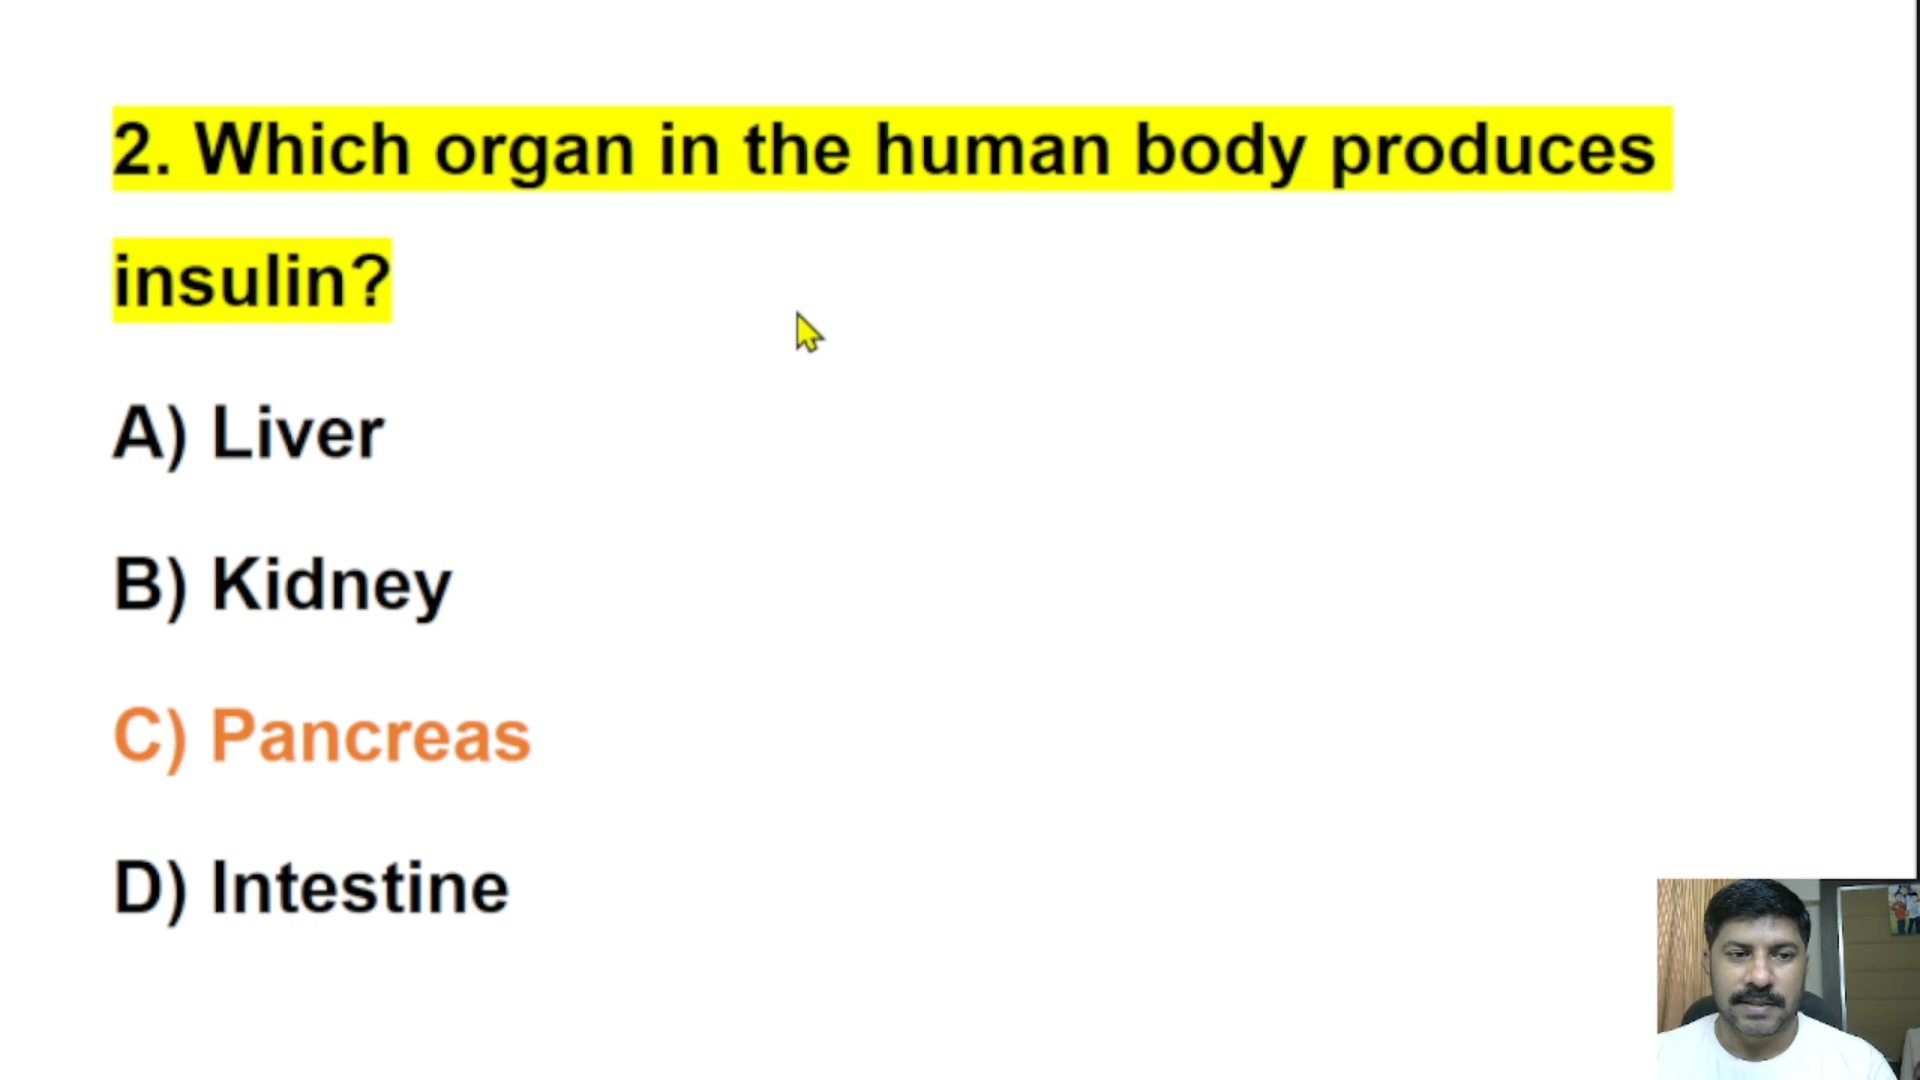 2. Which organ in the human body produces
insulin?
A) Liver
B) Kidney
C) Pancreas
D) Intestine